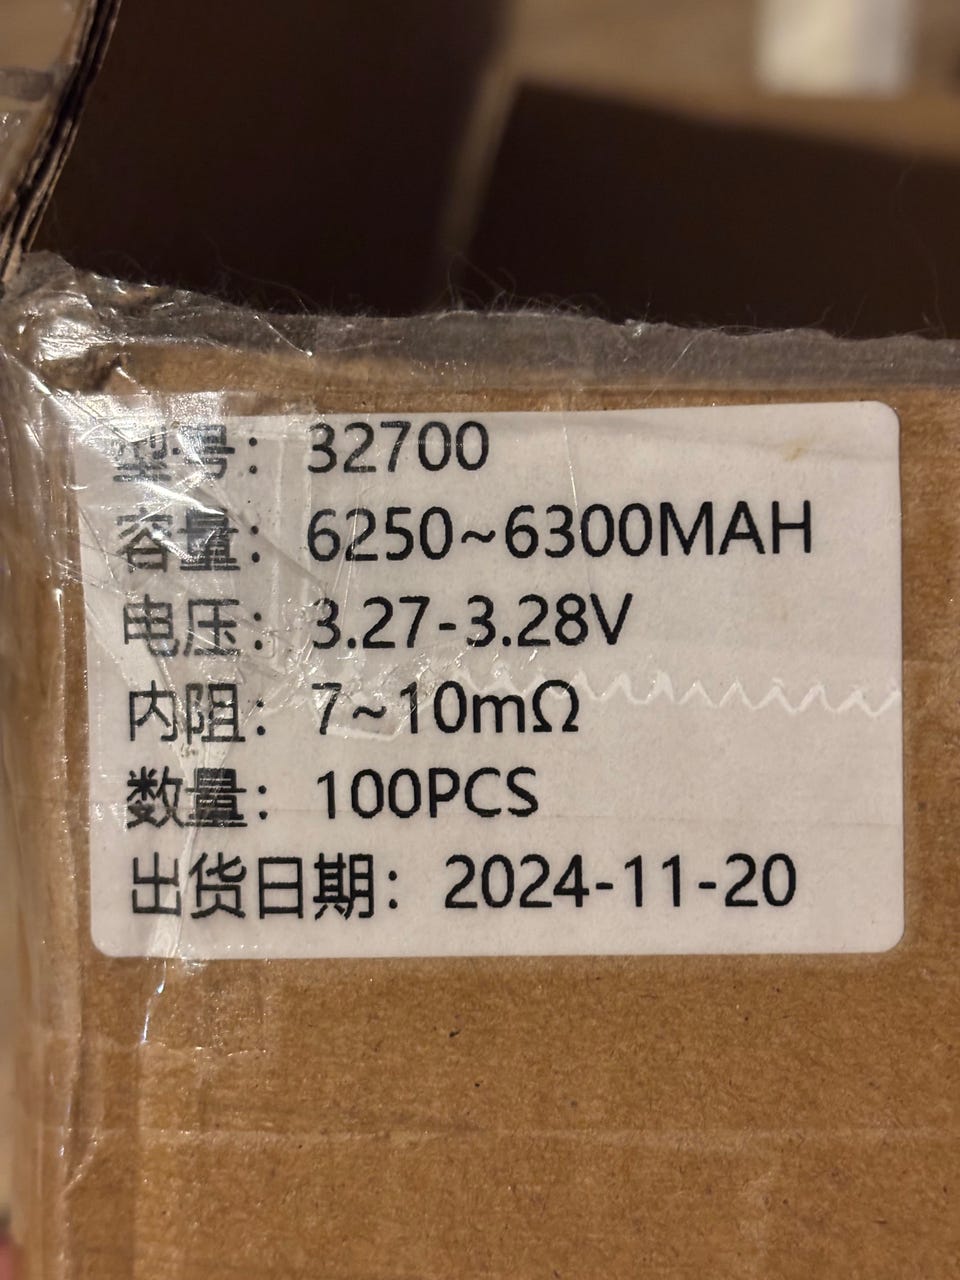 型号：32700
容量：6250~6300MAH
电压：3.27-3.28V
内阻：7~10mΩ
数量：100PCS
出货日期：2024-11-20